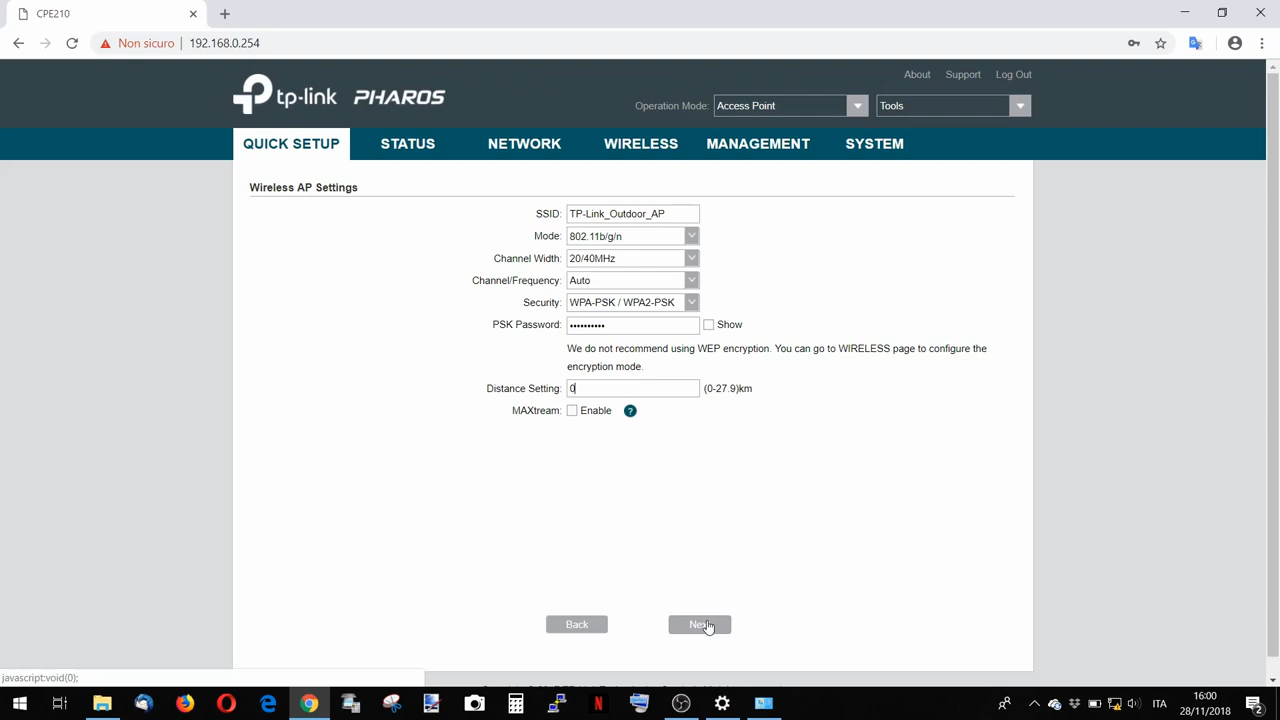 CPE210
Non sicuro | 192.168.0.254
About Support Log Out
tp-link PHAROS
Operation Mode: Access Point Tools
QUICK SETUP STATUS NETWORK WIRELESS MANAGEMENT SYSTEM
Wireless AP Settings
SSID: TP-Link_Outdoor_AP
Mode: 802.11b/g/n
Channel Width: 20/40MHz
Channel/Frequency: Auto
Security: WPA-PSK / WPA2-PSK
PSK Password: •••••••••• Show
We do not recommend using WEP encryption. You can go to WIRELESS page to configure the
encryption mode.
Distance Setting: 0 (0-27.9)km
MAXtream: Enable ?
Back Next
javascript:void(0);
16:00
ITA
28/11/2018
2